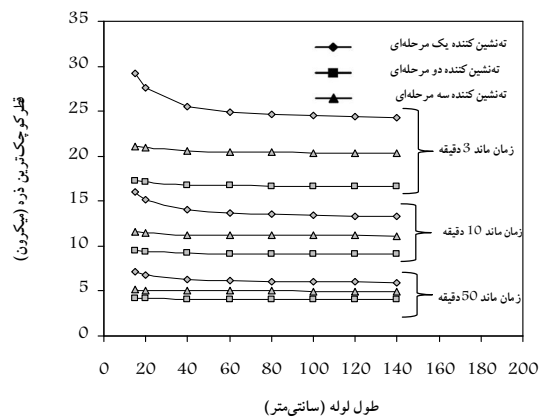 35
30
25
20
15
10
5
0
قطر کوچک‌ترین ذره (میکرون)
ته‌نشین کننده یک مرحله‌ای
ته‌نشین کننده دو مرحله‌ای
ته‌نشین کننده سه مرحله‌ای
زمان ماند 3 دقیقه
زمان ماند 10 دقیقه
زمان ماند 50 دقیقه
0 20 40 60 80 100 120 140 160 180 200
طول لوله (سانتی‌متر)